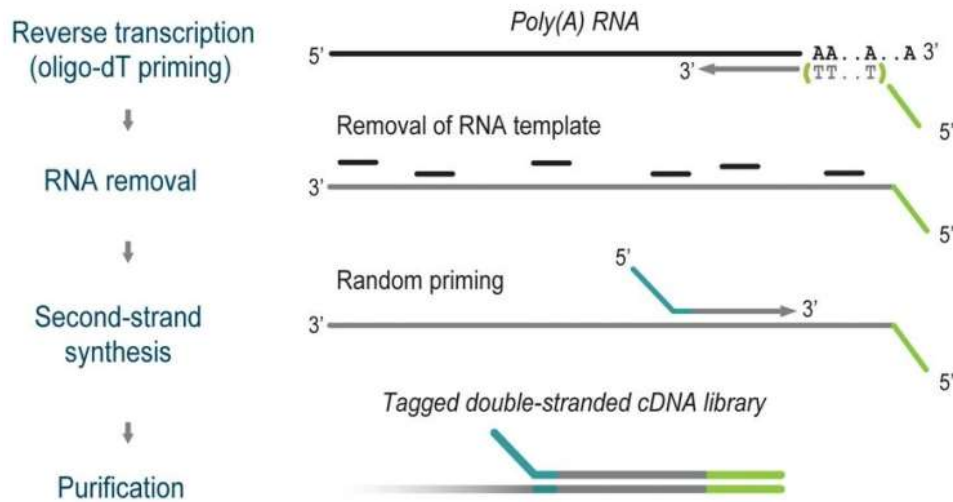 Reverse transcription
(oligo-dT priming)
Poly(A) RNA
5’
AA..A..A 3’
3’
(TT..T)
5’
RNA removal
Removal of RNA template
3’
5’
Second-strand
synthesis
Random priming
5’
3’
3’
5’
Purification
Tagged double-stranded cDNA library